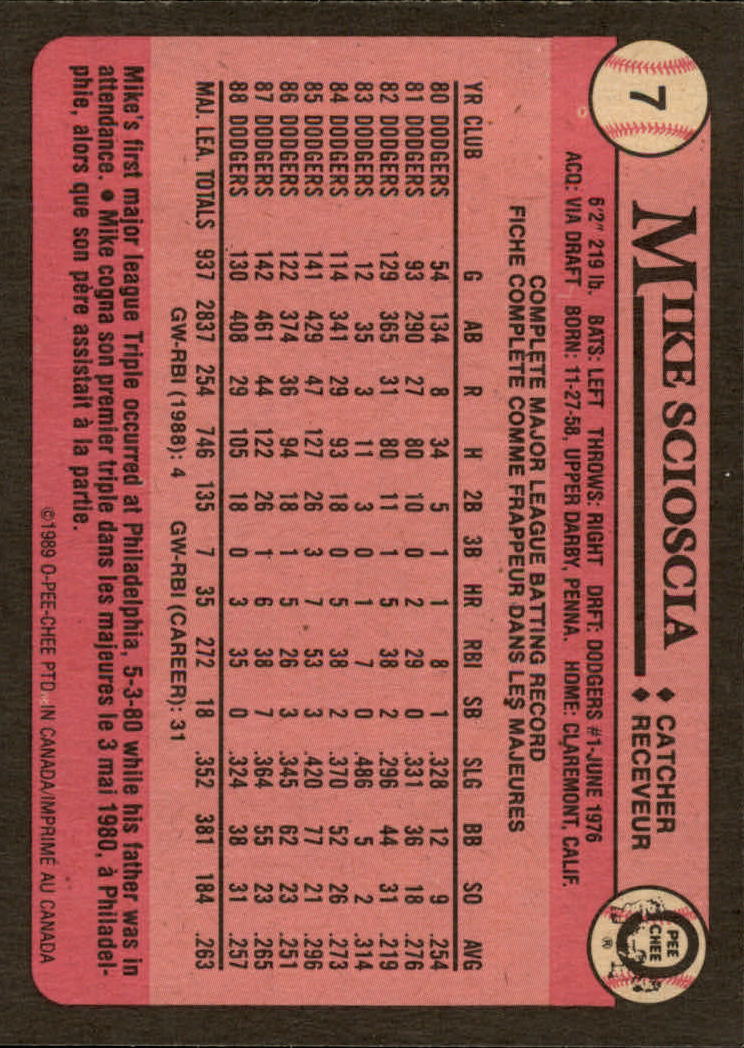 7
MIKE SCIOSCIA
♦ CATCHER
♦ RECEVEUR
O PEE CHEE ®
6'2" 219 lb. BATS: LEFT THROWS: RIGHT DRFT: DODGERS #1-JUNE 1976
ACQ: VIA DRAFT BORN: 11-27-58, UPPER DARBY, PENNA. HOME: CLAREMONT, CALIF.
COMPLETE MAJOR LEAGUE BATTING RECORD
FICHE COMPLÈTE COMME FRAPPEUR DANS LES MAJEURES
YR CLUB G AB R H 2B 3B HR RBI SB SLG BB SO AVG
80 DODGERS 54 134 8 34 5 1 1 8 1 .328 12 9 .254
81 DODGERS 93 290 27 80 10 0 2 29 0 .331 36 18 .276
82 DODGERS 129 365 31 80 11 1 5 38 2 .296 44 31 .219
83 DODGERS 12 35 3 11 3 0 1 7 0 .486 5 2 .314
84 DODGERS 114 341 29 93 18 0 5 38 2 .370 52 26 .273
85 DODGERS 141 429 47 127 26 3 7 53 3 .420 77 21 .296
86 DODGERS 122 374 36 94 18 1 5 26 3 .345 62 23 .251
87 DODGERS 142 461 44 122 26 1 6 38 7 .364 55 23 .265
88 DODGERS 130 408 29 105 18 0 3 35 0 .324 38 31 .257
MAJ. LEA. TOTALS 937 2837 254 746 135 7 35 272 18 .352 381 184 .263
GW-RBI (1988): 4 GW-RBI (CAREER): 31
Mike's first major league Triple occurred at Philadelphia, 5-3-80 while his father was in
attendance. ● Mike cogna son premier triple dans les majeures le 3 mai 1980, à Philadel-
phie, alors que son père assistait à la partie.
©1989 O-PEE-CHEE PTD. IN CANADA/IMPRIMÉ AU CANADA